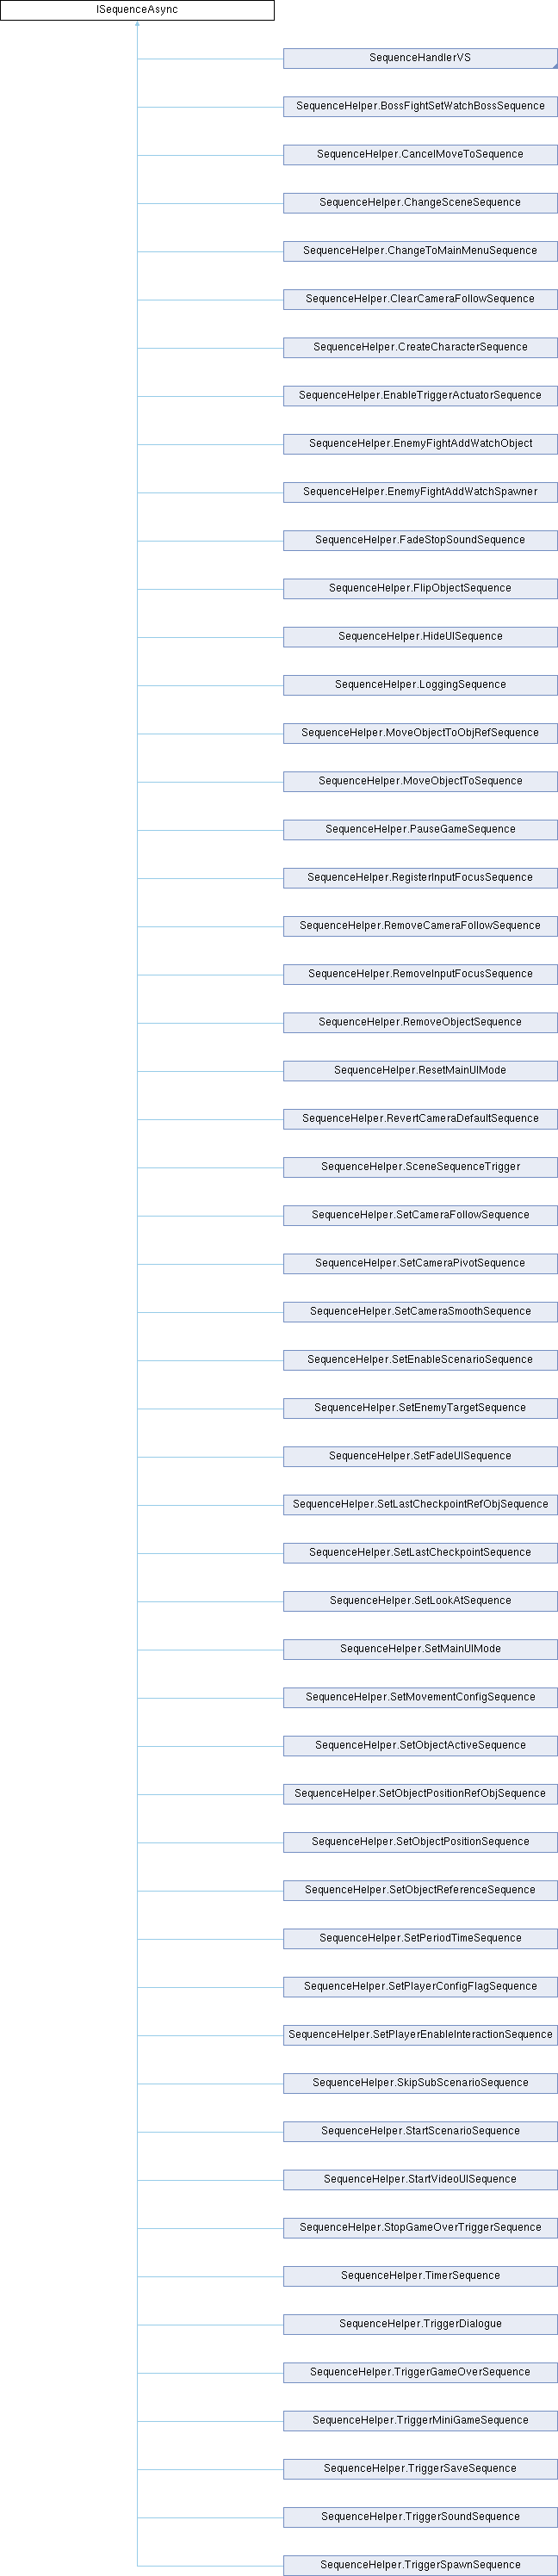 ISequenceAsync
SequenceHandlerVS
SequenceHelper.BossFightSetWatchBossSequence
SequenceHelper.CancelMoveToSequence
SequenceHelper.ChangeSceneSequence
SequenceHelper.ChangeToMainMenuSequence
SequenceHelper.ClearCameraFollowSequence
SequenceHelper.CreateCharacterSequence
SequenceHelper.EnableTriggerActuatorSequence
SequenceHelper.EnemyFightAddWatchObject
SequenceHelper.EnemyFightAddWatchSpawner
SequenceHelper.FadeStopSoundSequence
SequenceHelper.FlipObjectSequence
SequenceHelper.HideUISequence
SequenceHelper.LoggingSequence
SequenceHelper.MoveObjectToObjRefSequence
SequenceHelper.MoveObjectToSequence
SequenceHelper.PauseGameSequence
SequenceHelper.RegisterInputFocusSequence
SequenceHelper.RemoveCameraFollowSequence
SequenceHelper.RemoveInputFocusSequence
SequenceHelper.RemoveObjectSequence
SequenceHelper.ResetMainUIMode
SequenceHelper.RevertCameraDefaultSequence
SequenceHelper.SceneSequenceTrigger
SequenceHelper.SetCameraFollowSequence
SequenceHelper.SetCameraPivotSequence
SequenceHelper.SetCameraSmoothSequence
SequenceHelper.SetEnableScenarioSequence
SequenceHelper.SetEnemyTargetSequence
SequenceHelper.SetFadeUISequence
SequenceHelper.SetLastCheckpointRefObjSequence
SequenceHelper.SetLastCheckpointSequence
SequenceHelper.SetLookAtSequence
SequenceHelper.SetMainUIMode
SequenceHelper.SetMovementConfigSequence
SequenceHelper.SetObjectActiveSequence
SequenceHelper.SetObjectPositionRefObjSequence
SequenceHelper.SetObjectPositionSequence
SequenceHelper.SetObjectReferenceSequence
SequenceHelper.SetPeriodTimeSequence
SequenceHelper.SetPlayerConfigFlagSequence
SequenceHelper.SetPlayerEnableInteractionSequence
SequenceHelper.SkipSubScenarioSequence
SequenceHelper.StartScenarioSequence
SequenceHelper.StartVideoUISequence
SequenceHelper.StopGameOverTriggerSequence
SequenceHelper.TimerSequence
SequenceHelper.TriggerDialogue
SequenceHelper.TriggerGameOverSequence
SequenceHelper.TriggerMiniGameSequence
SequenceHelper.TriggerSaveSequence
SequenceHelper.TriggerSoundSequence
SequenceHelper.TriggerSpawnSequence